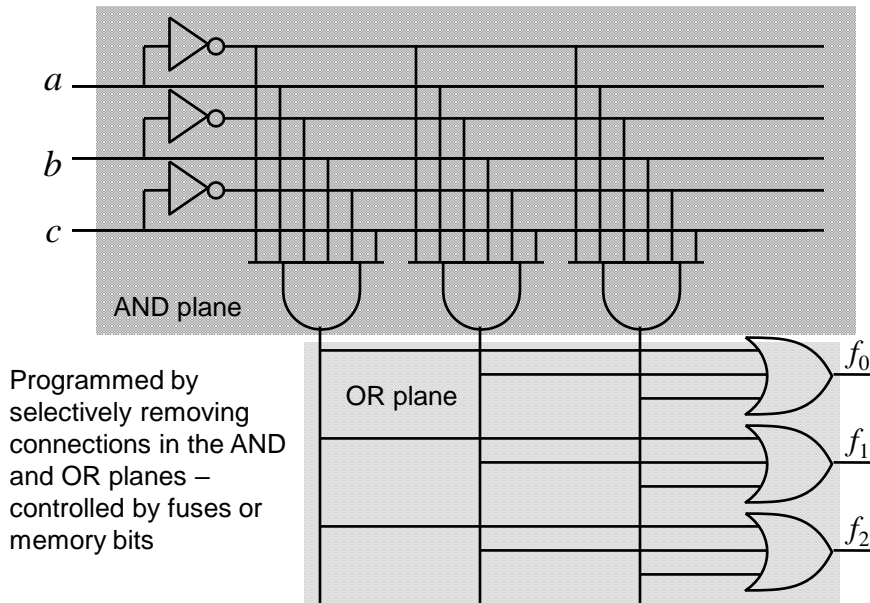 a
b
c
AND plane
Programmed by
selectively removing
connections in the AND
and OR planes –
controlled by fuses or
memory bits
OR plane
f0
f1
f2